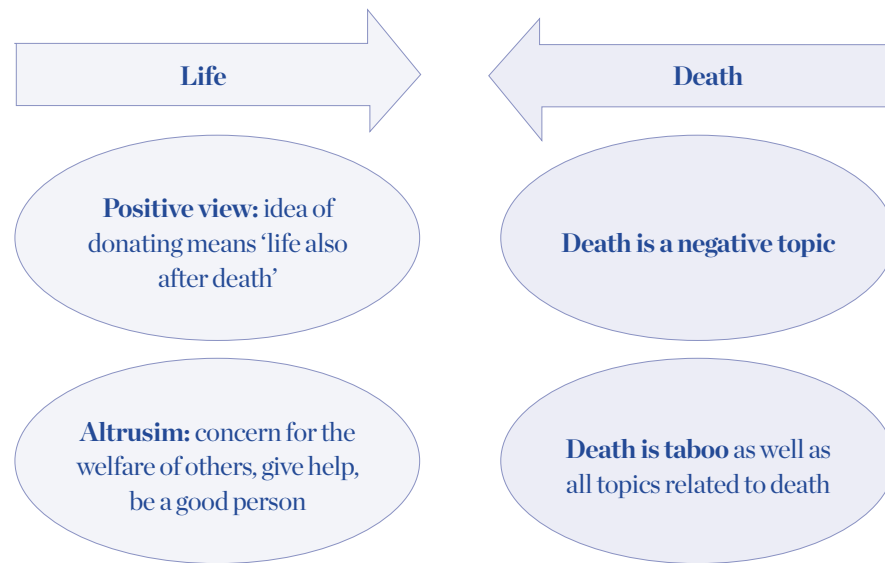 Life
Death
Positive view: idea of
donating means ‘life also
after death’
Death is a negative topic
Altrusim: concern for the
welfare of others, give help,
be a good person
Death is taboo as well as
all topics related to death